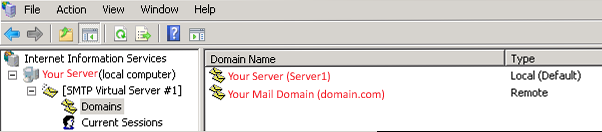 File Action View Window Help
Internet Information Services
Your Server (local computer)
[SMTP Virtual Server #1]
Domains
Current Sessions
Domain Name Type
Your Server (Server1) Local (Default)
Your Mail Domain (domain.com) Remote